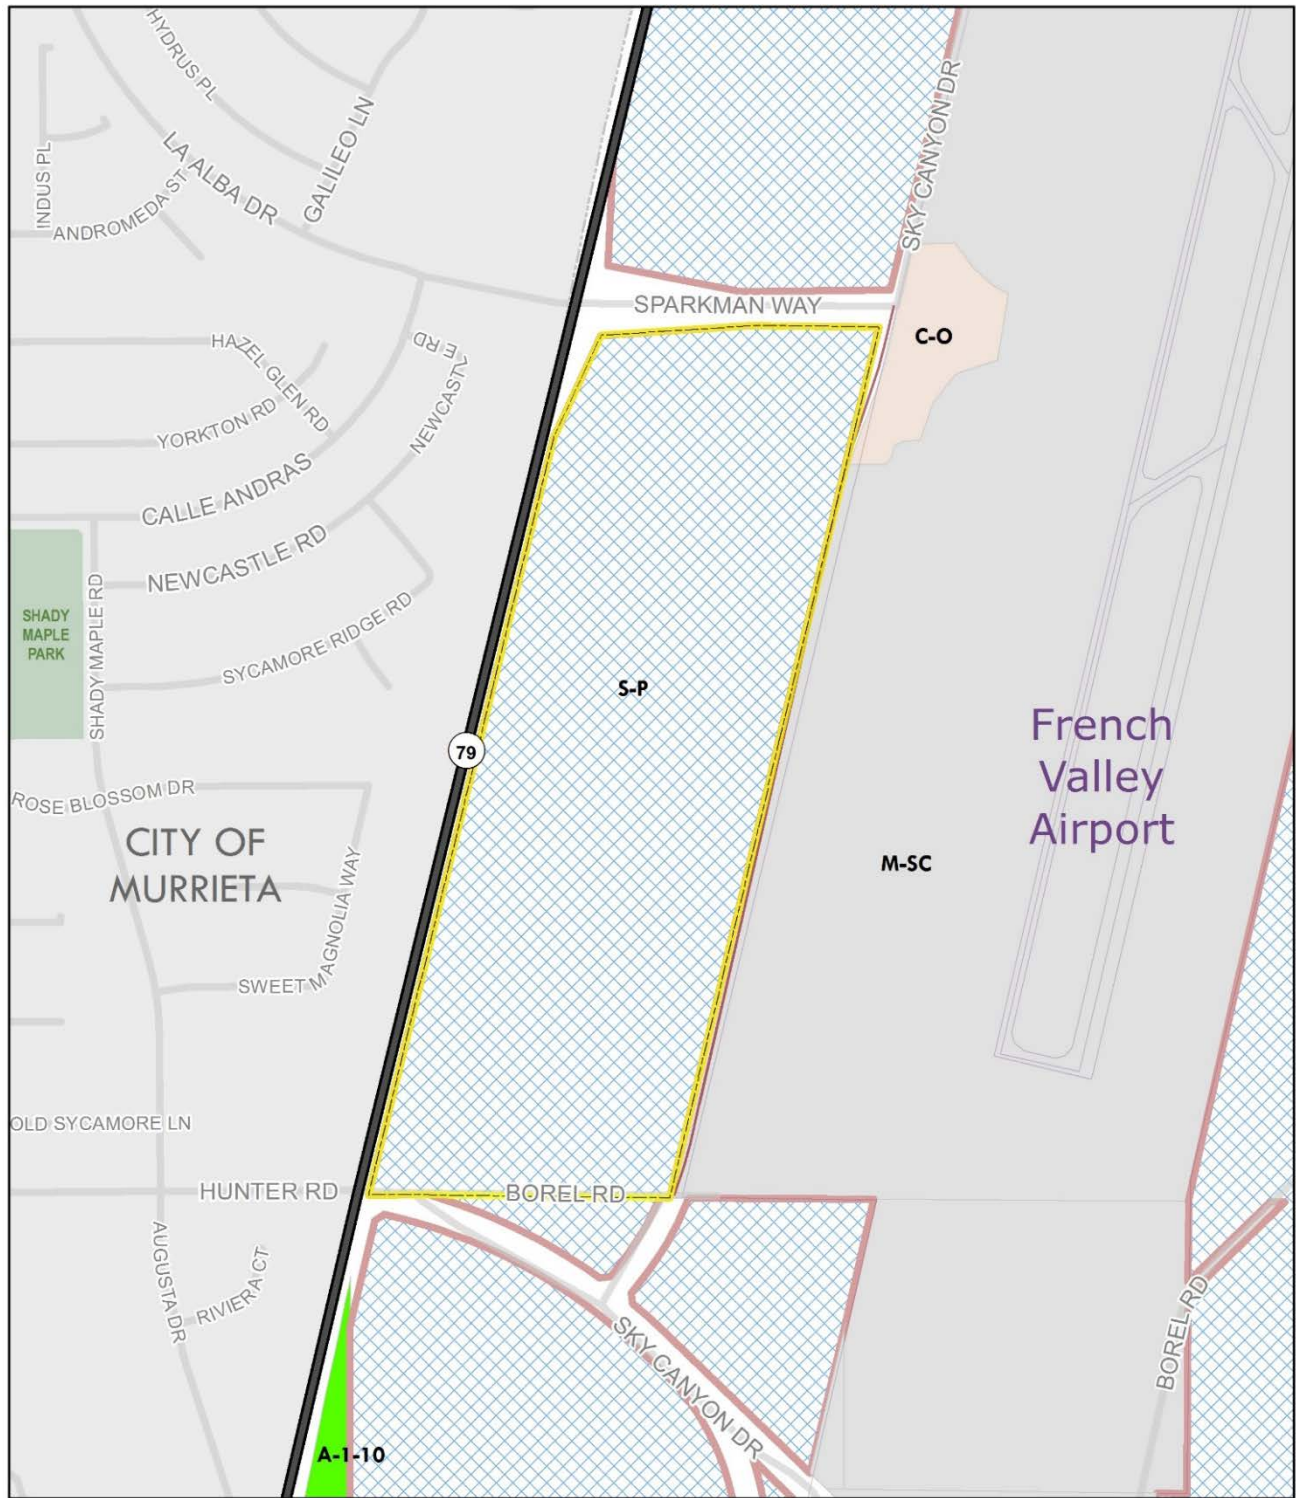 HYDRUS PL
LA ALBA DR
GALILEO LN
INDUS PL
ANDROMEDA ST
SKY CANYON DR
SPARKMAN WAY
C-O
HAZEL GLEN RD
NEWCASTLE RD
YORKTON RD
CALLE ANDRAS
NEWCASTLE RD
SHADY
MAPLE
PARK
SHADY MAPLE RD
SYCAMORE RIDGE RD
S-P
79
French
Valley
Airport
ROSE BLOSSOM DR
CITY OF
MURRIETA
M-SC
SWEET MAGNOLIA WAY
OLD SYCAMORE LN
HUNTER RD
BOREL RD
AUGUSTA DR
RIVIERA CT
SKY CANYON DR
BOREL RD
A-1-10